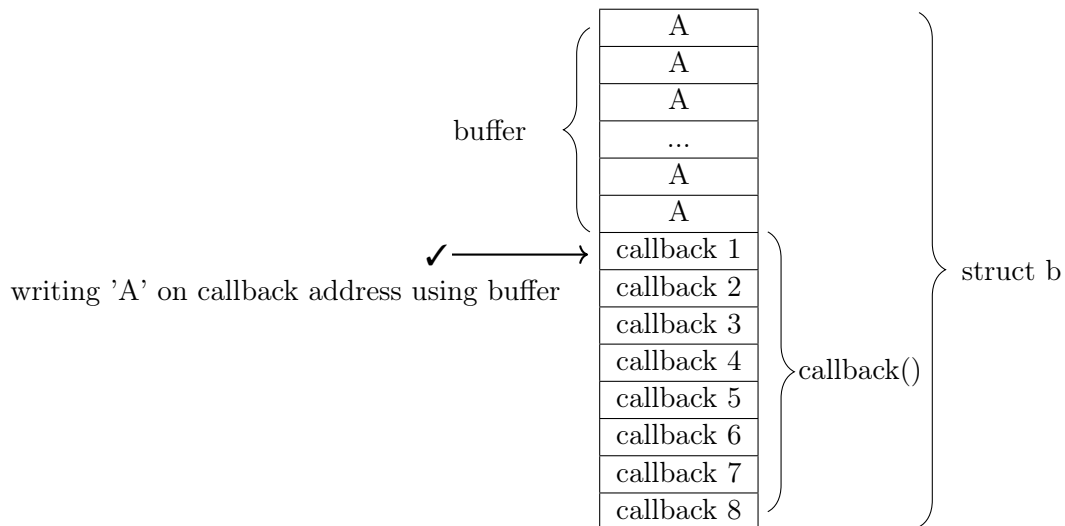 A
A
A
buffer
...
A
A
✓
callback 1
writing 'A' on callback address using buffer
callback 2
struct b
callback 3
callback 4
callback()
callback 5
callback 6
callback 7
callback 8